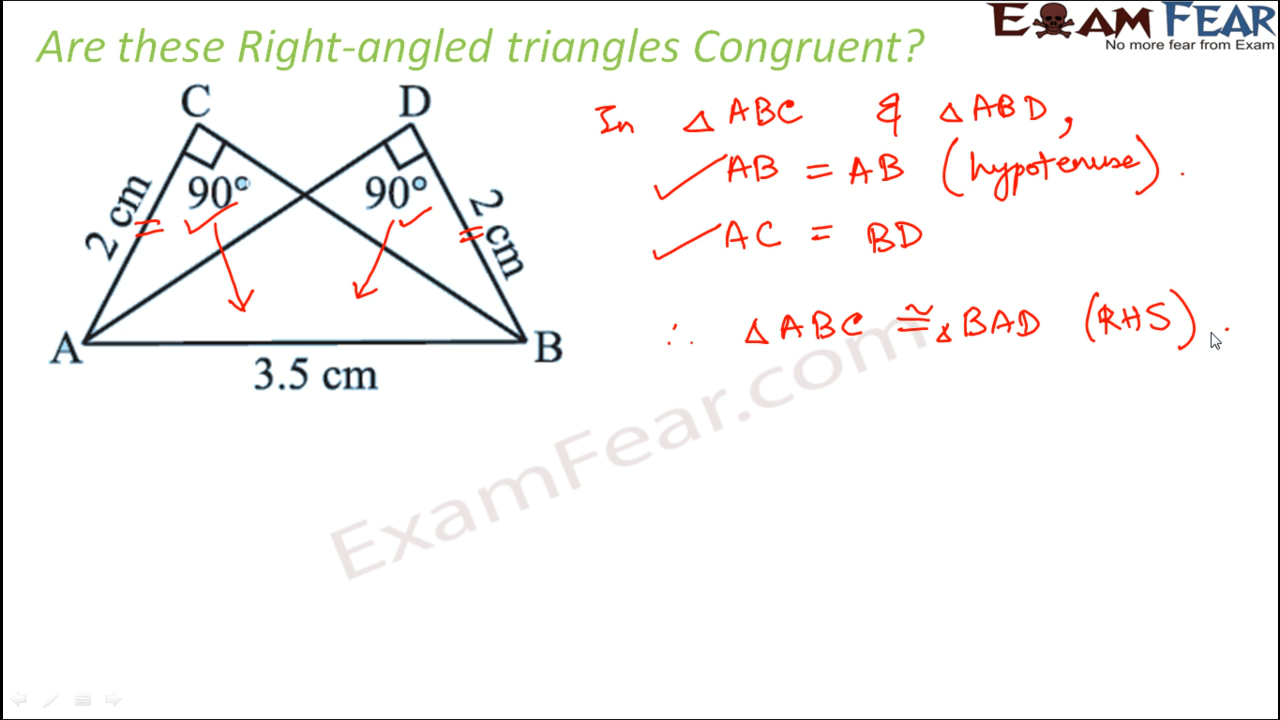 Are these Right-angled triangles Congruent?
EXAM FEAR
No more fear from Exam
C
D
90°
90°
2 cm
2 cm
A
B
3.5 cm
In △ ABC & △ ABD,
AB = AB (hypotenuse).
AC = BD
∴ △ ABC ≅ △ BAD (RHS).
ExamFear.com